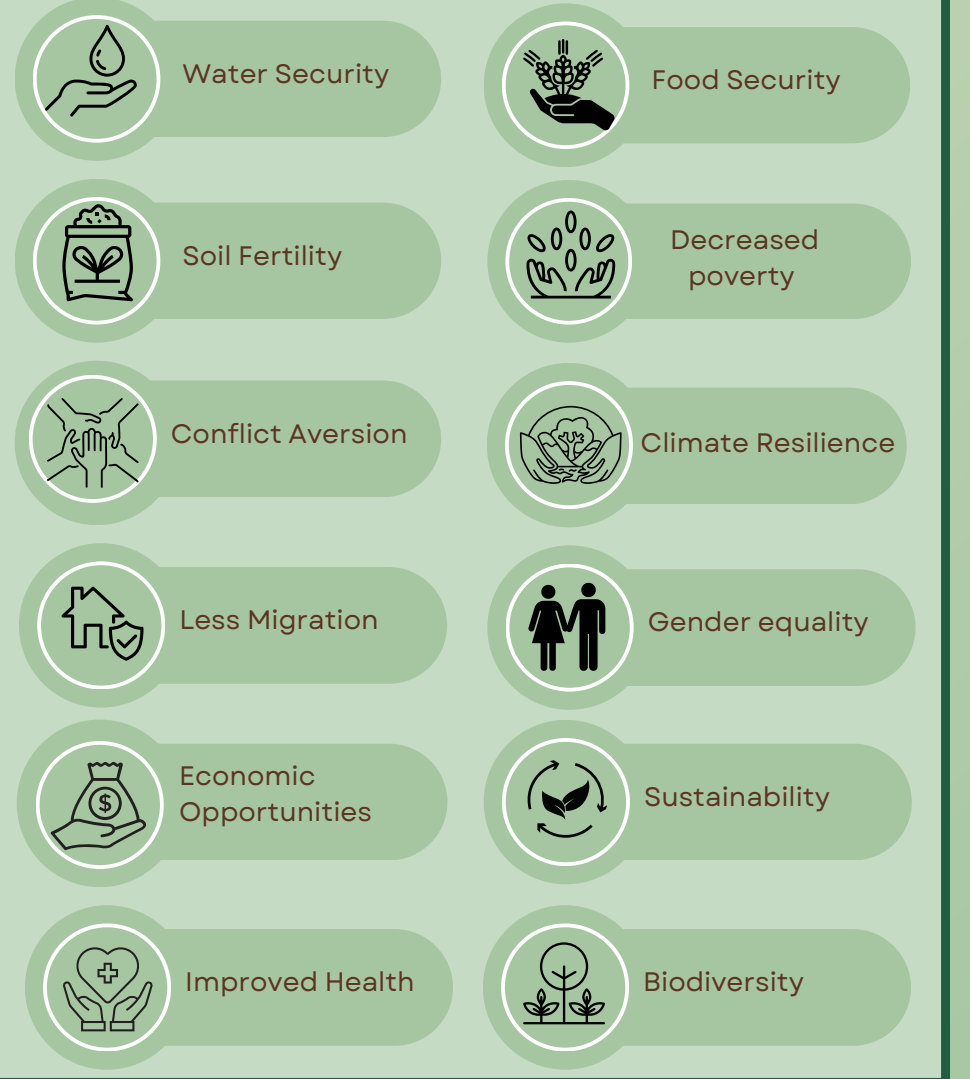 Water Security
Food Security
Soil Fertility
Decreased
poverty
Conflict Aversion
Climate Resilience
Less Migration
Gender equality
Economic
Opportunities
$
Sustainability
Improved Health
Biodiversity